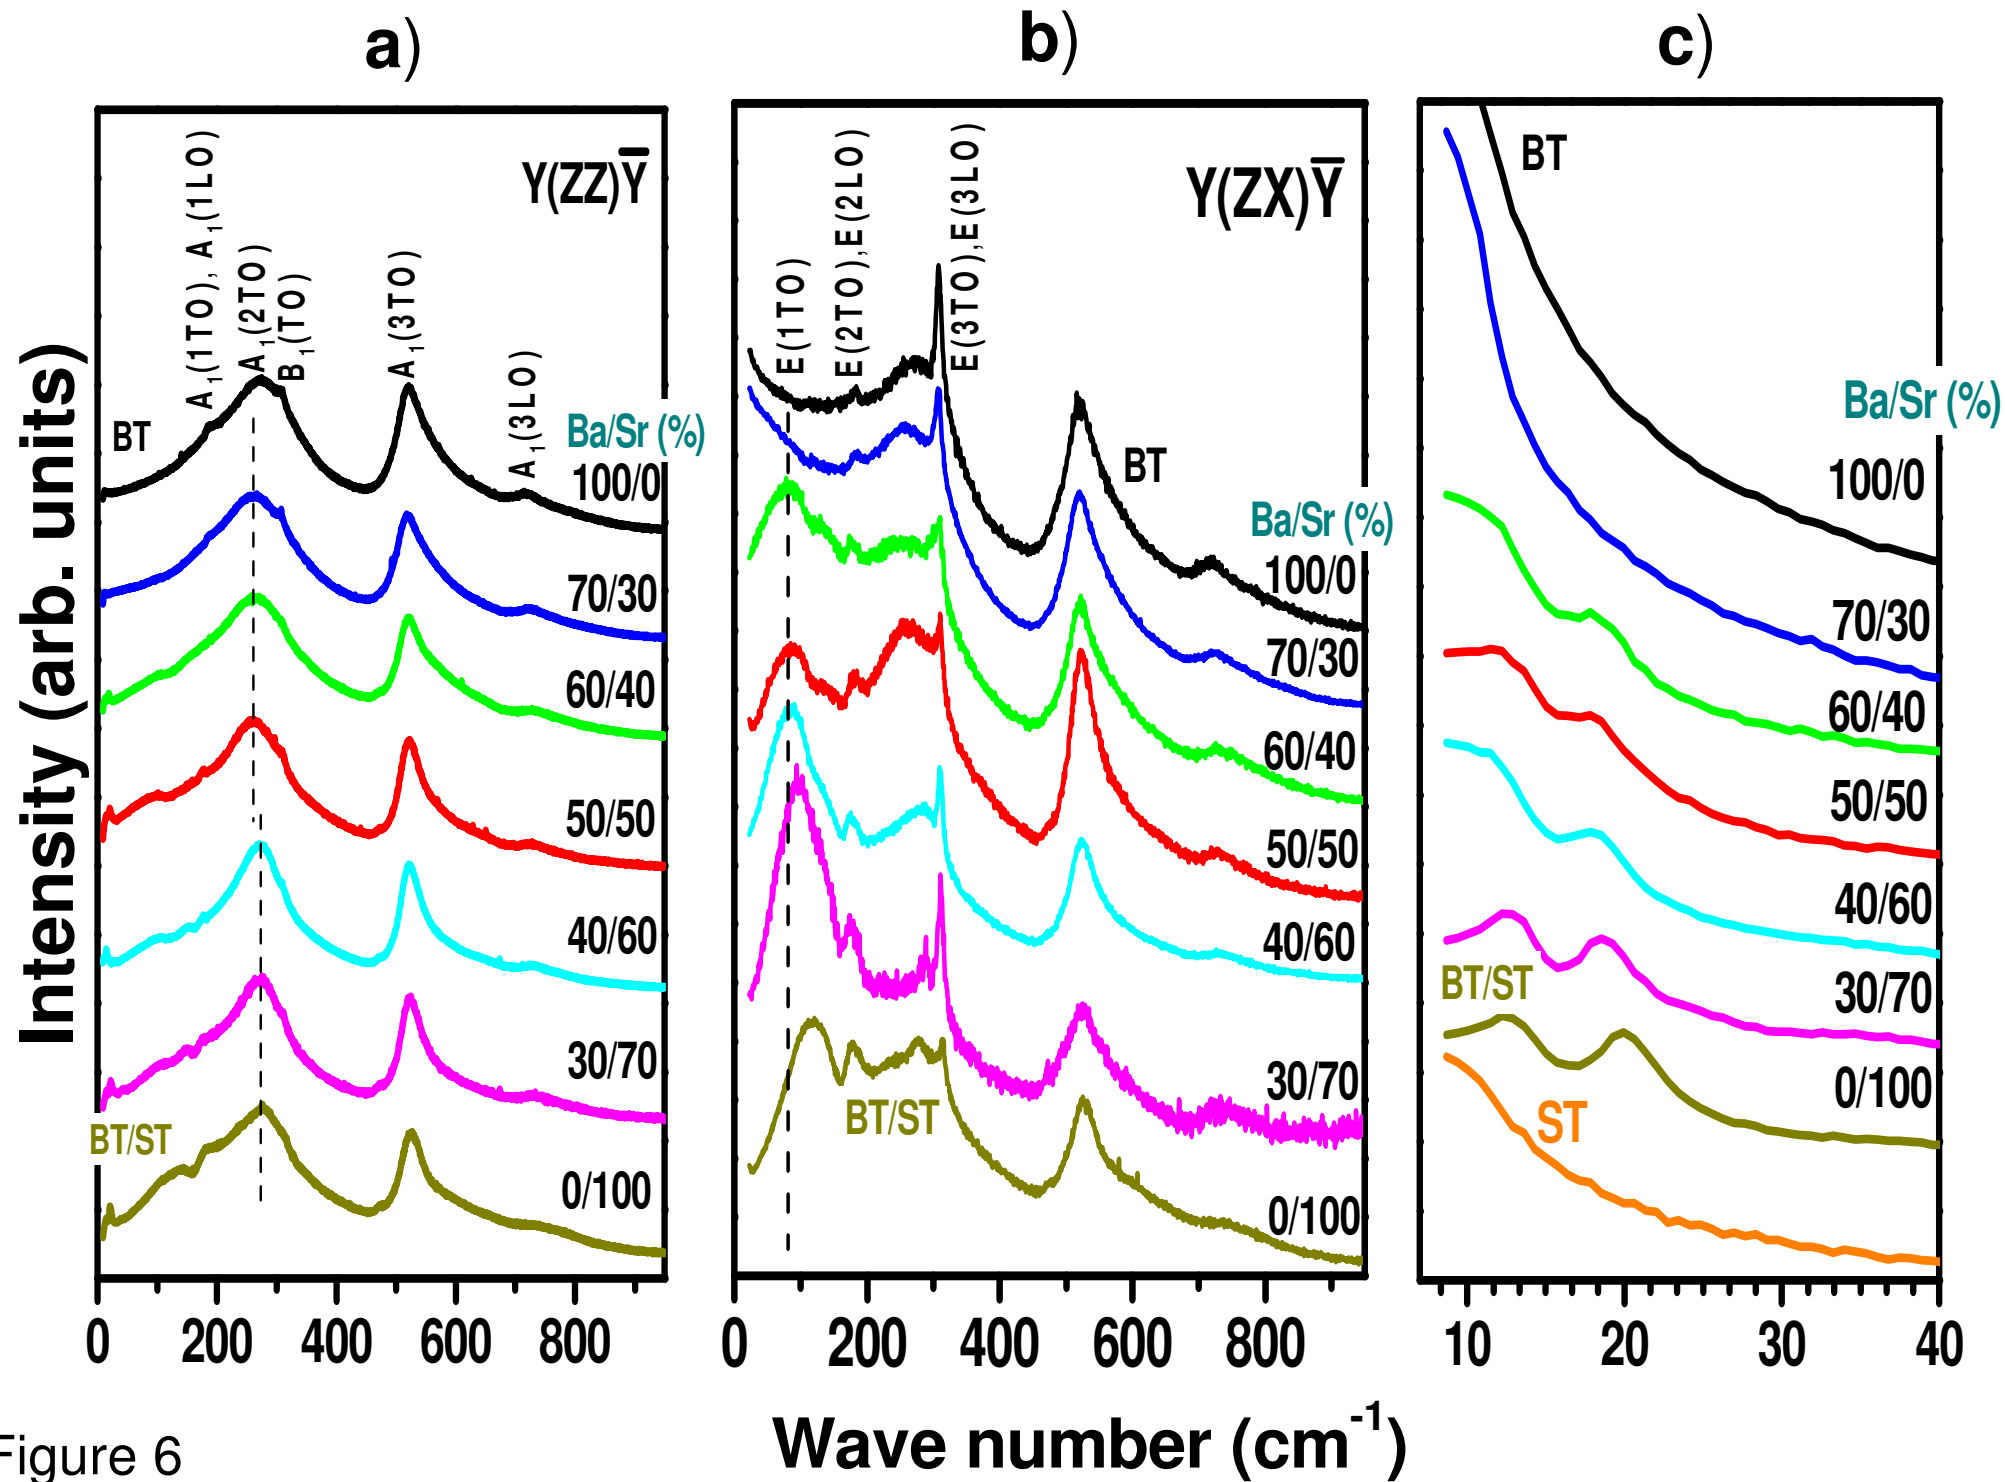 a)
b)
c)
Intensity (arb. units)
A1(1TO), A1(1LO)
A1(2TO)
B1(TO)
A1(3TO)
A1(3LO)
Y(ZZ)Y̅
BT
Ba/Sr (%)
100/0
70/30
60/40
50/50
40/60
30/70
BT/ST
0/100
0 200 400 600 800
E(1TO)
E(2TO),E(2LO)
E(3TO),E(3LO)
Y(ZX)Y̅
BT
Ba/Sr (%)
100/0
70/30
60/40
50/50
40/60
30/70
BT/ST
0/100
0 200 400 600 800
BT
Ba/Sr (%)
100/0
70/30
60/40
50/50
40/60
30/70
BT/ST
0/100
ST
10 20 30 40
Wave number (cm-1)
Figure 6